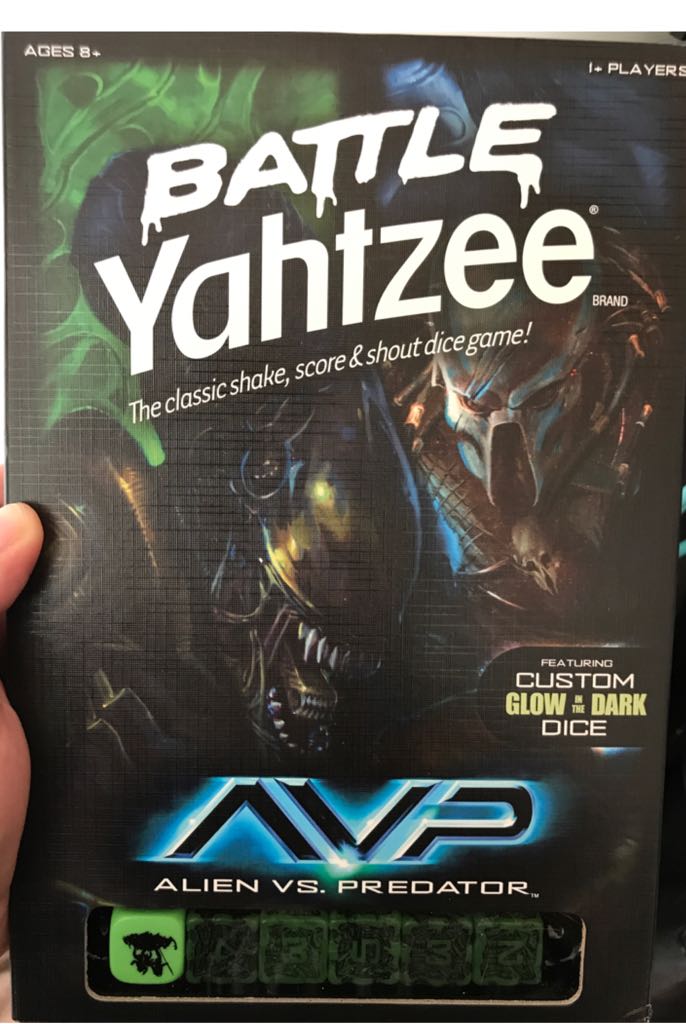 AGES 8+
1+ PLAYERS
BATTLE
Yahtzee®
BRAND
The classic shake, score & shout dice game!
FEATURING
CUSTOM
GLOW IN THE DARK
DICE
AVP
ALIEN VS. PREDATOR™